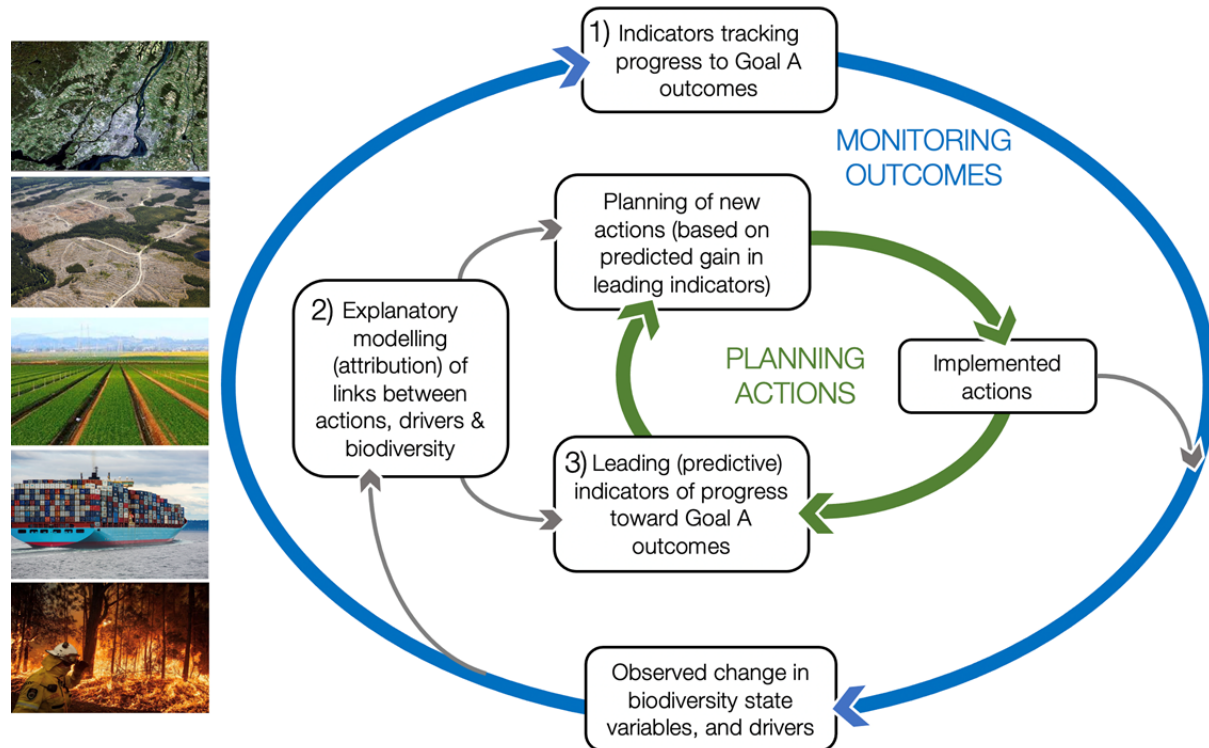 1) Indicators tracking
progress to Goal A
outcomes
MONITORING
OUTCOMES
Planning of new
actions (based on
predicted gain in
leading indicators)
2) Explanatory
modelling
(attribution) of
links between
actions, drivers &
biodiversity
PLANNING
ACTIONS
Implemented
actions
3) Leading (predictive)
indicators of progress
toward Goal A
outcomes
Observed change in
biodiversity state
variables, and drivers